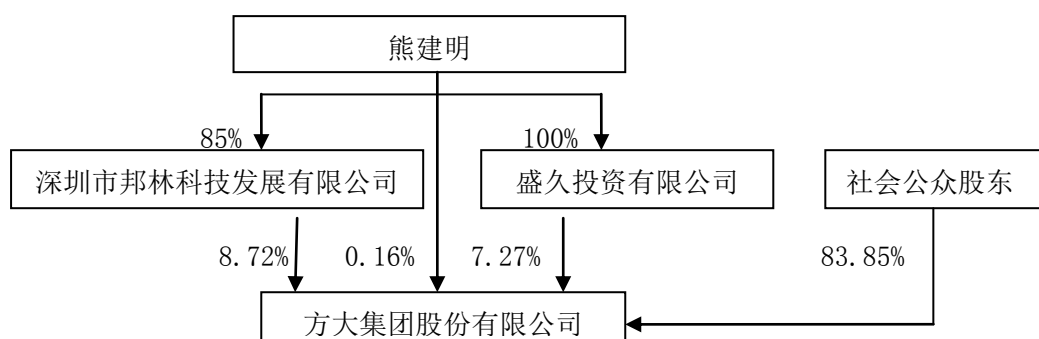 熊建明
85%
100%
深圳市邦林科技发展有限公司
盛久投资有限公司
社会公众股东
8.72%
0.16%
7.27%
83.85%
方大集团股份有限公司